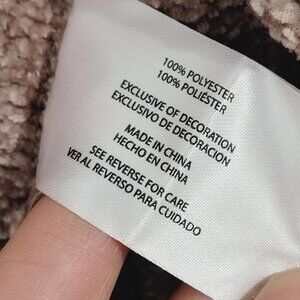 100% POLYESTER
100% POLIÉSTER
EXCLUSIVE OF DECORATION
EXCLUSIVO DE DECORACION
MADE IN CHINA
HECHO EN CHINA
SEE REVERSE FOR CARE
VER AL REVERSO PARA CUIDADO